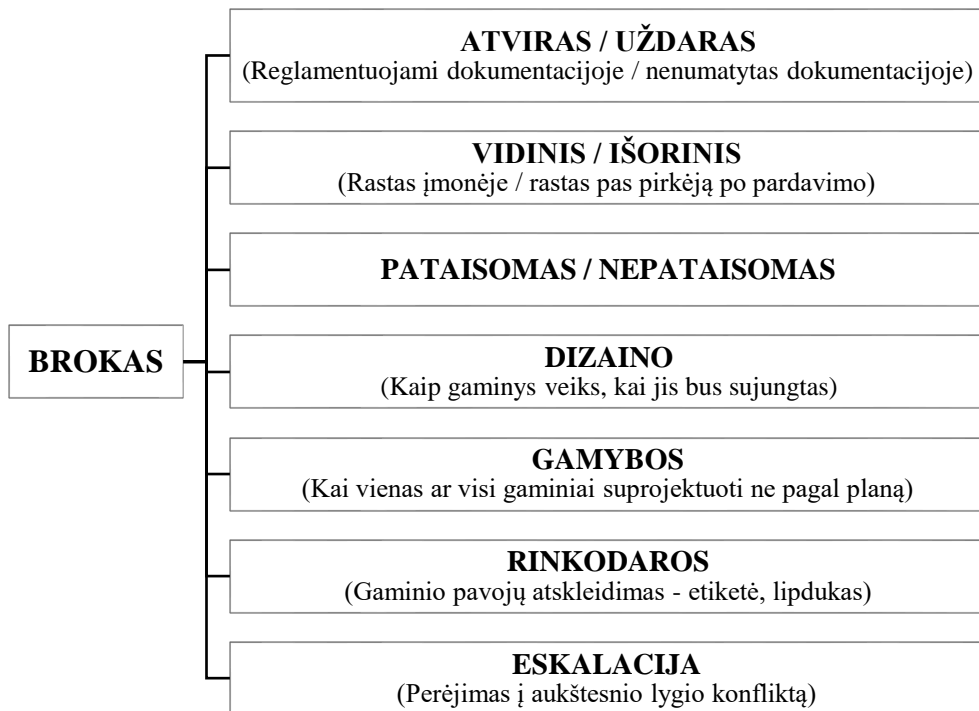 ATVIRAS / UŽDARAS
(Reglamentuojami dokumentacijoje / nenumatytas dokumentacijoje)
VIDINIS / IŠORINIS
(Rastas įmonėje / rastas pas pirkėją po pardavimo)
PATAISOMAS / NEPATAISOMAS
BROKAS
DIZAINO
(Kaip gaminys veiks, kai jis bus sujungtas)
GAMYBOS
(Kai vienas ar visi gaminiai suprojektuoti ne pagal planą)
RINKODAROS
(Gaminio pavojų atskleidimas - etiketė, lipdukas)
ESKALACIJA
(Perėjimas į aukštesnio lygio konfliktą)